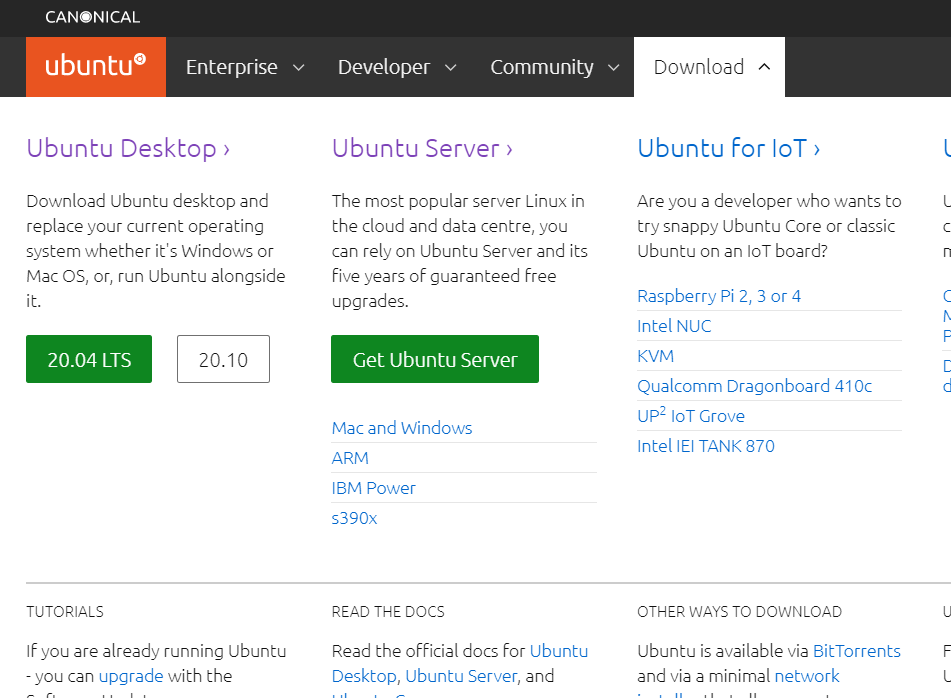 CANONICAL
ubuntu
Enterprise
Developer
Community
Download
Ubuntu Desktop ›
Download Ubuntu desktop and
replace your current operating
system whether it's Windows or
Mac OS, or, run Ubuntu alongside
it.
20.04 LTS
20.10
Ubuntu Server ›
The most popular server Linux in
the cloud and data centre, you
can rely on Ubuntu Server and its
five years of guaranteed free
upgrades.
Get Ubuntu Server
Mac and Windows
ARM
IBM Power
s390x
Ubuntu for IoT ›
Are you a developer who wants to
try snappy Ubuntu Core or classic
Ubuntu on an IoT board?
Raspberry Pi 2, 3 or 4
Intel NUC
KVM
Qualcomm Dragonboard 410c
UP² IoT Grove
Intel IEI TANK 870
TUTORIALS
If you are already running Ubuntu
- you can upgrade with the
READ THE DOCS
Read the official docs for Ubuntu
Desktop, Ubuntu Server, and
OTHER WAYS TO DOWNLOAD
Ubuntu is available via BitTorrents
and via a minimal network